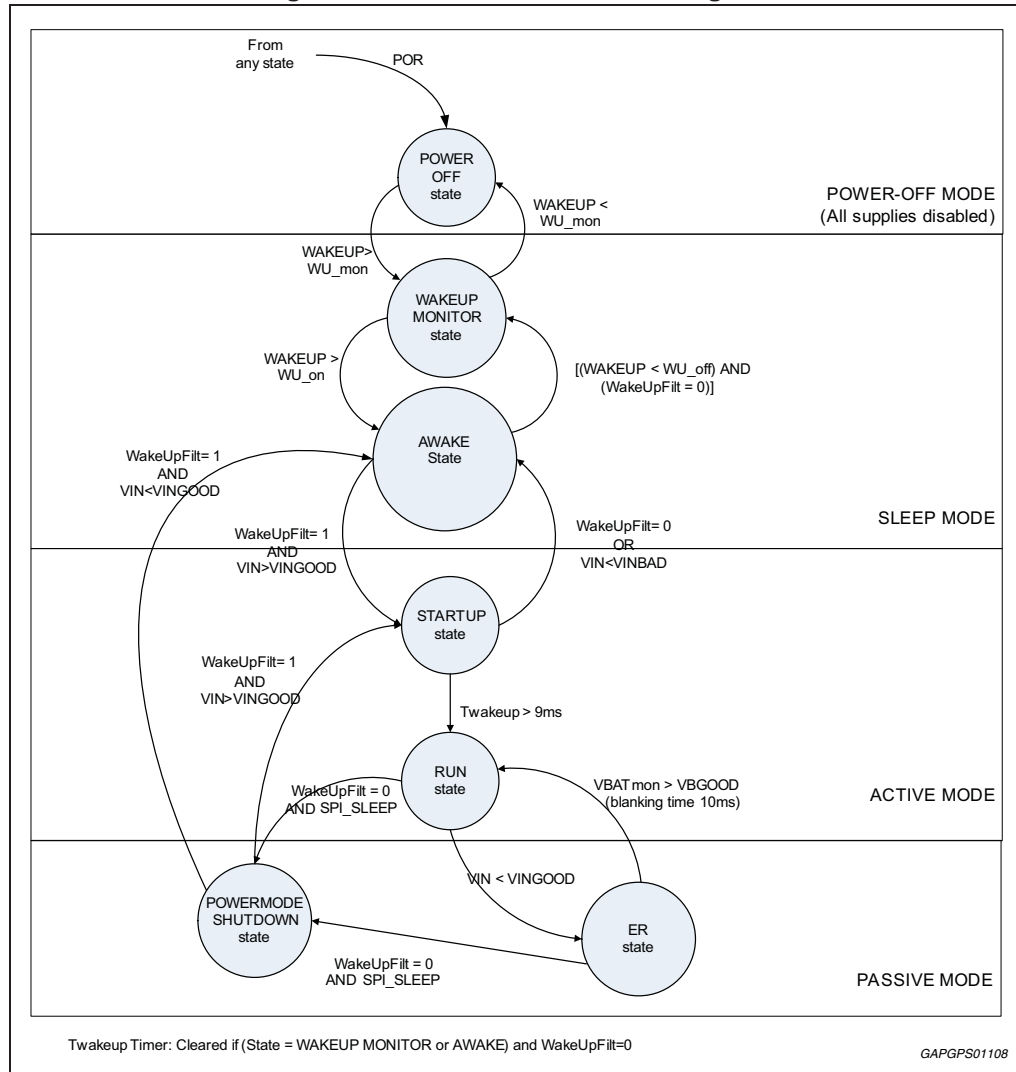 From
any state
POR
POWER
OFF
state
POWER-OFF MODE
(All supplies disabled)
WAKEUP <
WU_mon
WAKEUP>
WU_mon
WAKEUP
MONITOR
state
WAKEUP >
WU_on
[(WAKEUP < WU_off) AND
(WakeUpFilt = 0)]
AWAKE
State
WakeUpFilt= 1
AND
VIN<VINGOOD
SLEEP MODE
WakeUpFilt= 1
AND
VIN>VINGOOD
WakeUpFilt= 0
OR
VIN<VINBAD
STARTUP
state
WakeUpFilt= 1
AND
VIN>VINGOOD
Twakeup > 9ms
RUN
state
VBATmon > VBGOOD
(blanking time 10ms)
ACTIVE MODE
WakeUpFilt = 0
AND SPI_SLEEP
VIN < VINGOOD
POWERMODE
SHUTDOWN
state
ER
state
WakeUpFilt = 0
AND SPI_SLEEP
PASSIVE MODE
Twakeup Timer: Cleared if (State = WAKEUP MONITOR or AWAKE) and WakeUpFilt=0
GAPGPS01108